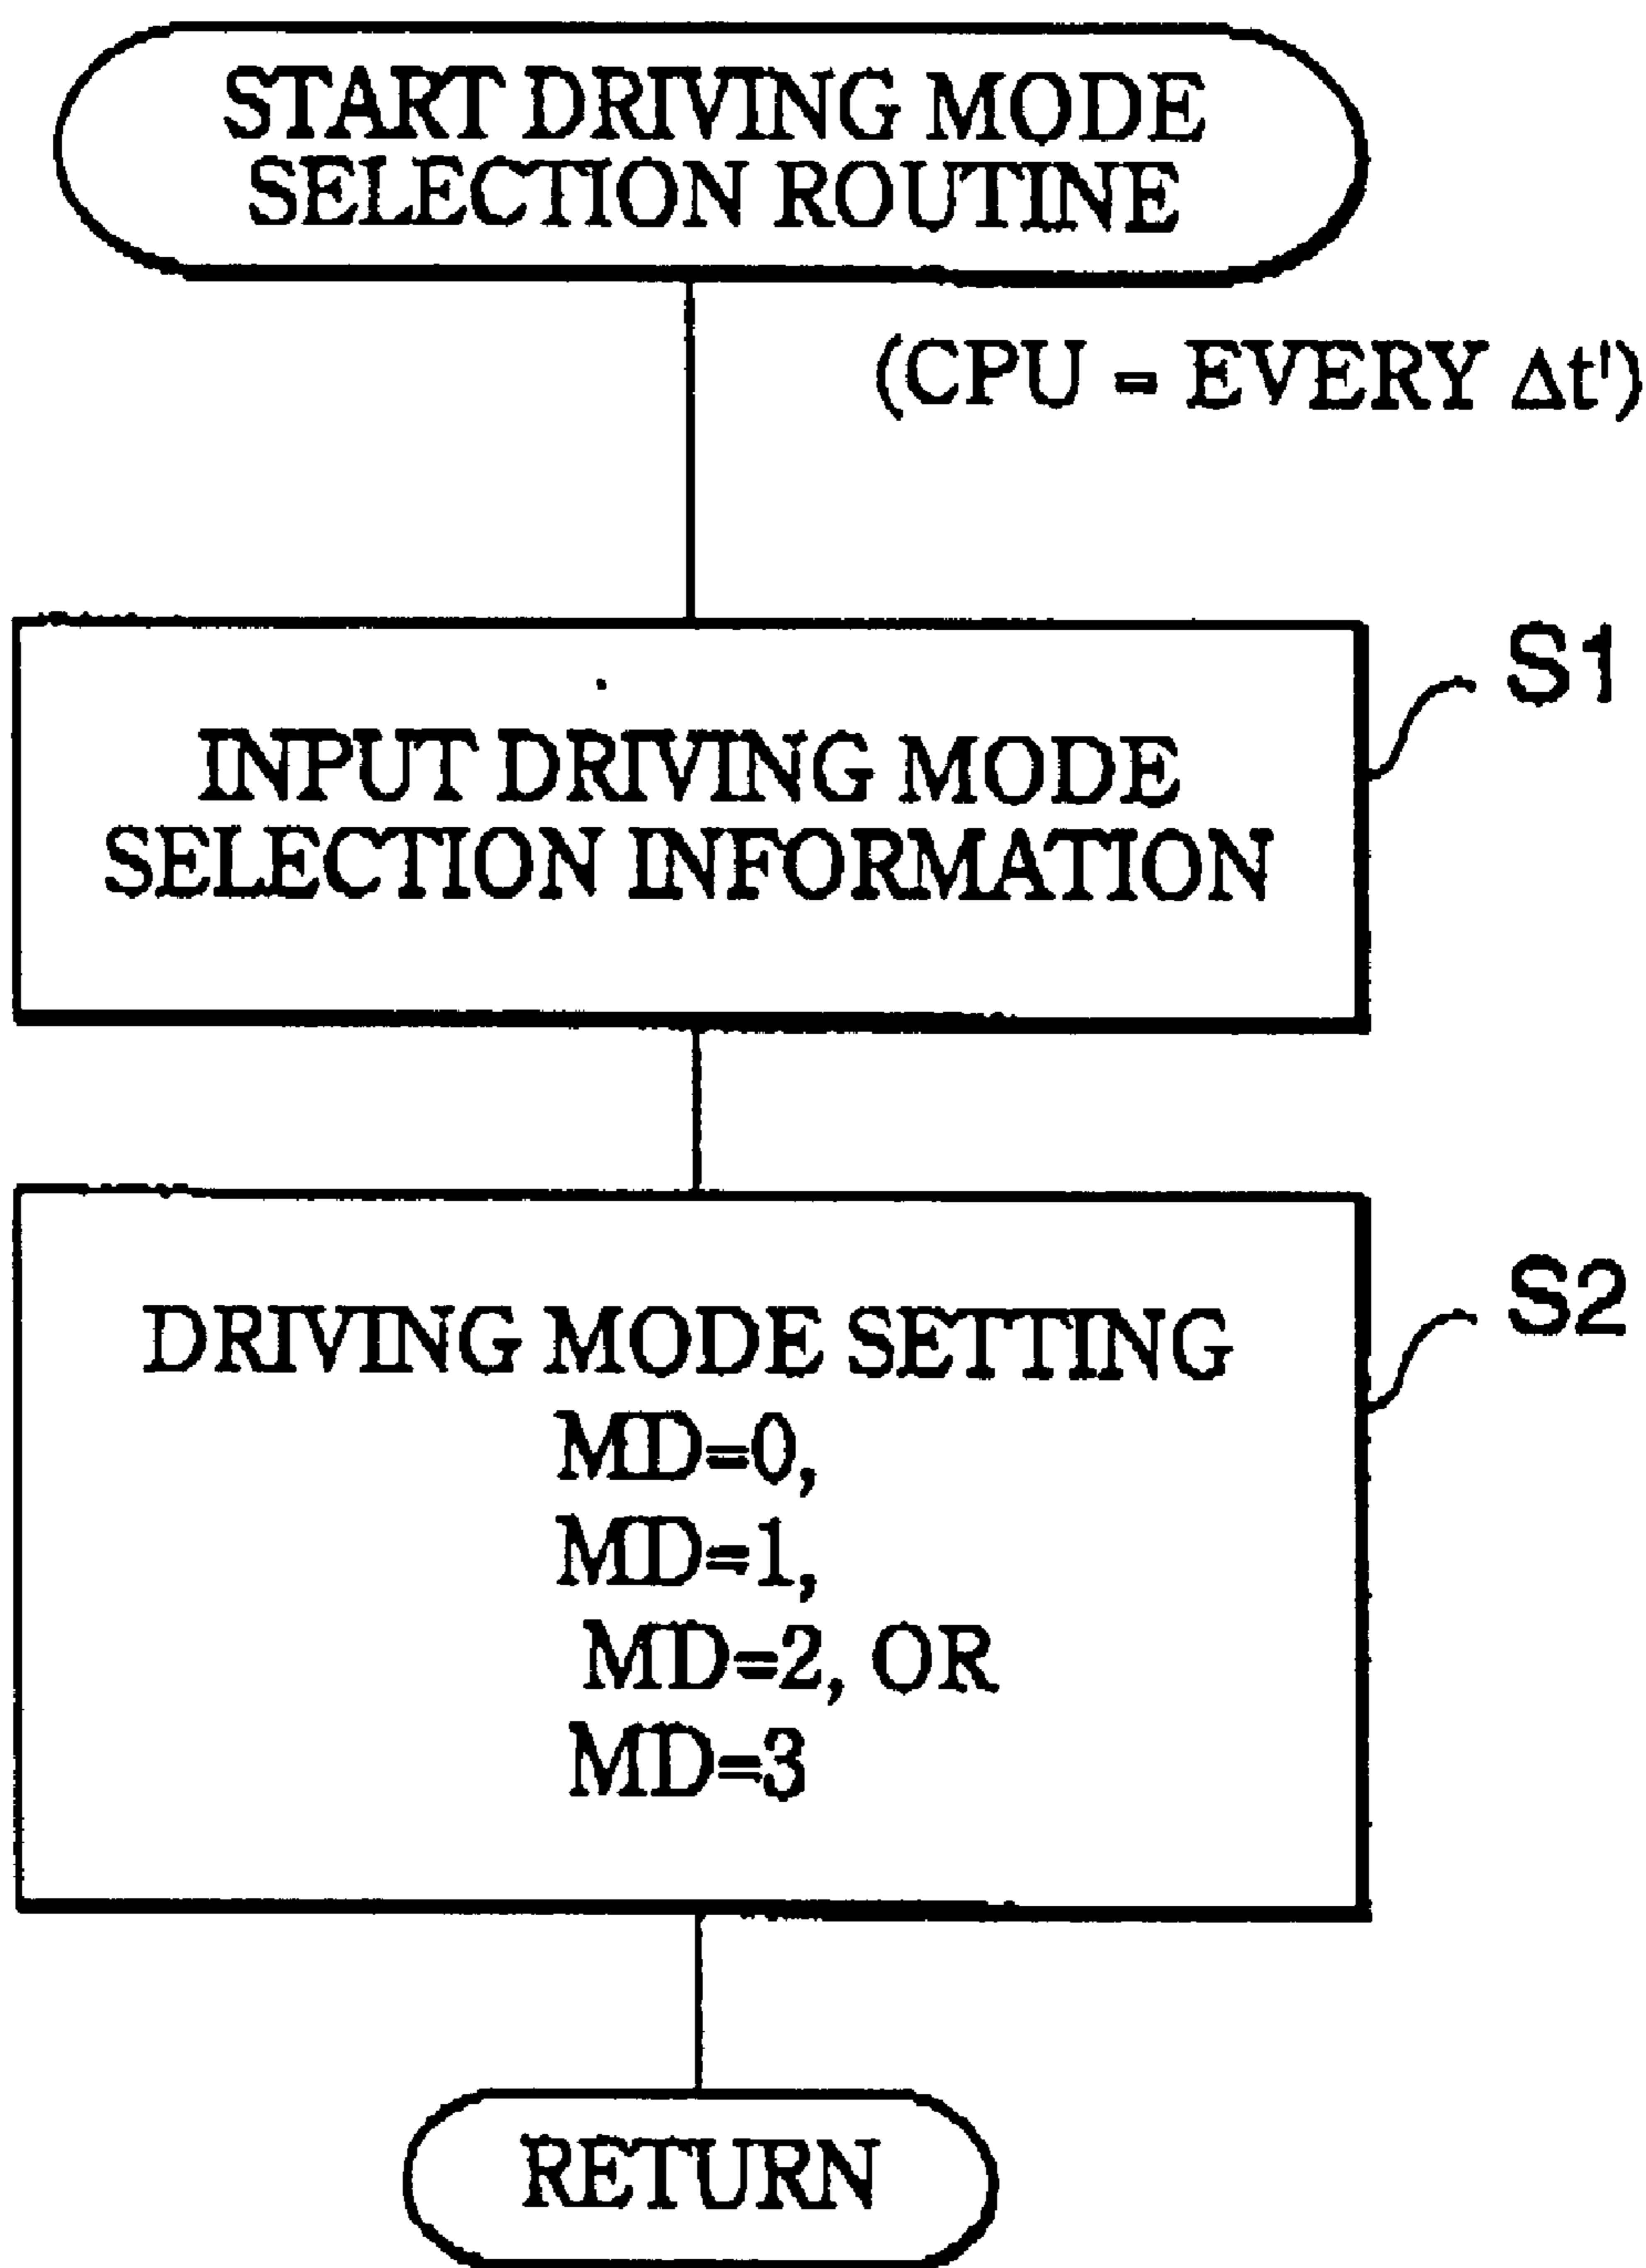 START DRIVING MODE
SELECTION ROUTINE
(CPU = EVERY Δt')
S1
INPUT DRIVING MODE
SELECTION INFORMATION
S2
DRIVING MODE SETTING
MD=0,
MD=1,
MD=2, OR
MD=3
RETURN